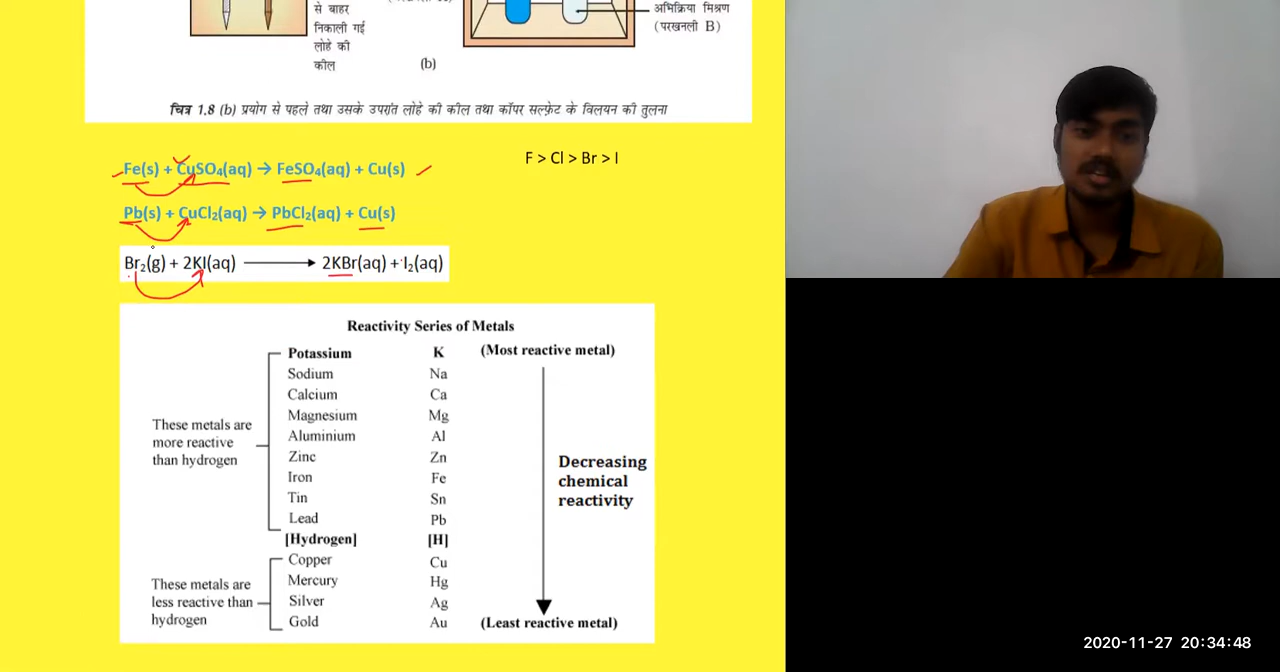 से बाहर
निकाली गई
लोहे की
कील
अभिक्रिया मिश्रण
(परखनली B)
(b)
चित्र 1.8 (b) प्रयोग से पहले तथा उसके उपरांत लोहे की कील तथा कॉपर सल्फ़ेट के विलयन की तुलना
Fe(s) + CuSO₄(aq) → FeSO₄(aq) + Cu(s)
F > Cl > Br > I
Pb(s) + CuCl₂(aq) → PbCl₂(aq) + Cu(s)
Br₂(g) + 2KI(aq) ⟶ 2KBr(aq) + I₂(aq)
Reactivity Series of Metals
Potassium K (Most reactive metal)
Sodium Na
Calcium Ca
Magnesium Mg
Aluminium Al
Zinc Zn
Iron Fe
Tin Sn
Lead Pb
[Hydrogen] [H]
Copper Cu
Mercury Hg
Silver Ag
Gold Au (Least reactive metal)
These metals are
more reactive
than hydrogen
These metals are
less reactive than
hydrogen
Decreasing
chemical
reactivity
2020-11-27 20:34:48